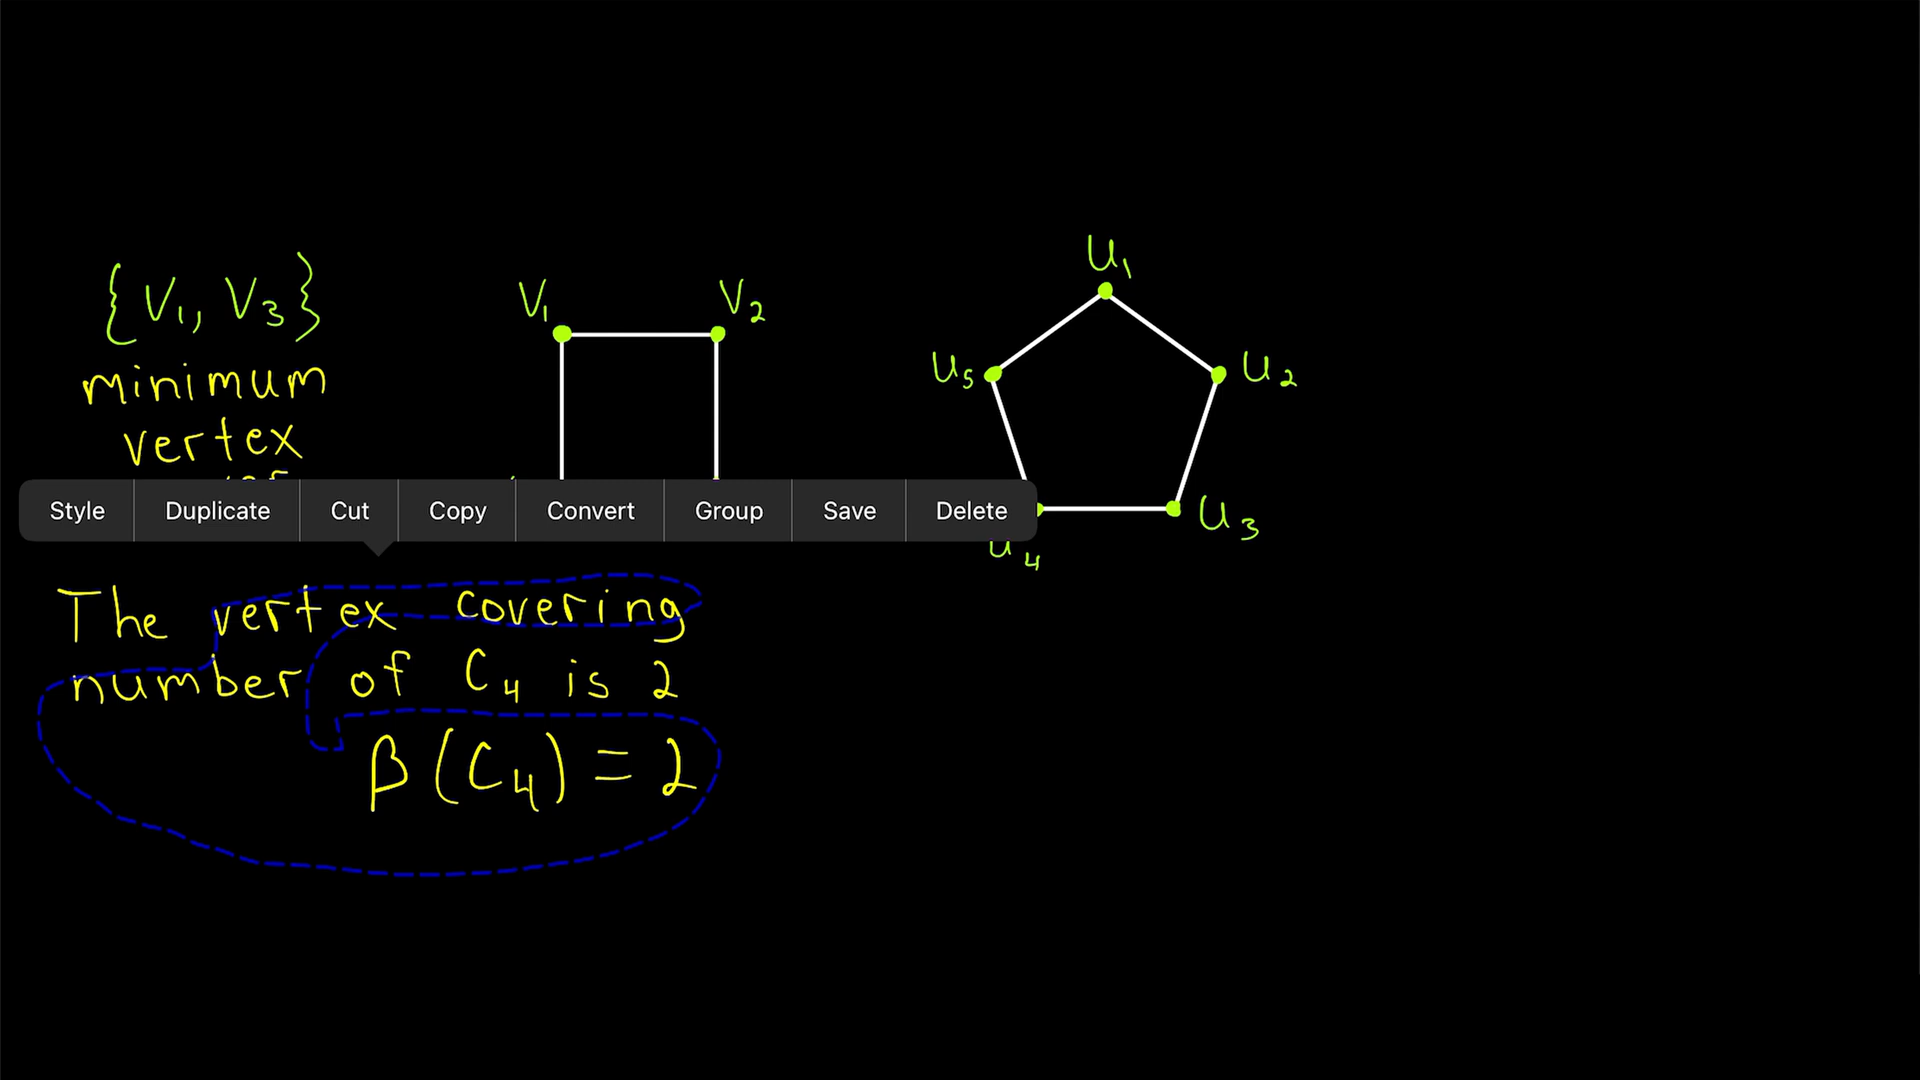 {V₁, V₃}
minimum
vertex
V₁
V₂
U₁
U₅
U₂
U₃
U₄
Style Duplicate Cut Copy Convert Group Save Delete
The vertex covering
number of C₄ is 2
β(C₄) = 2